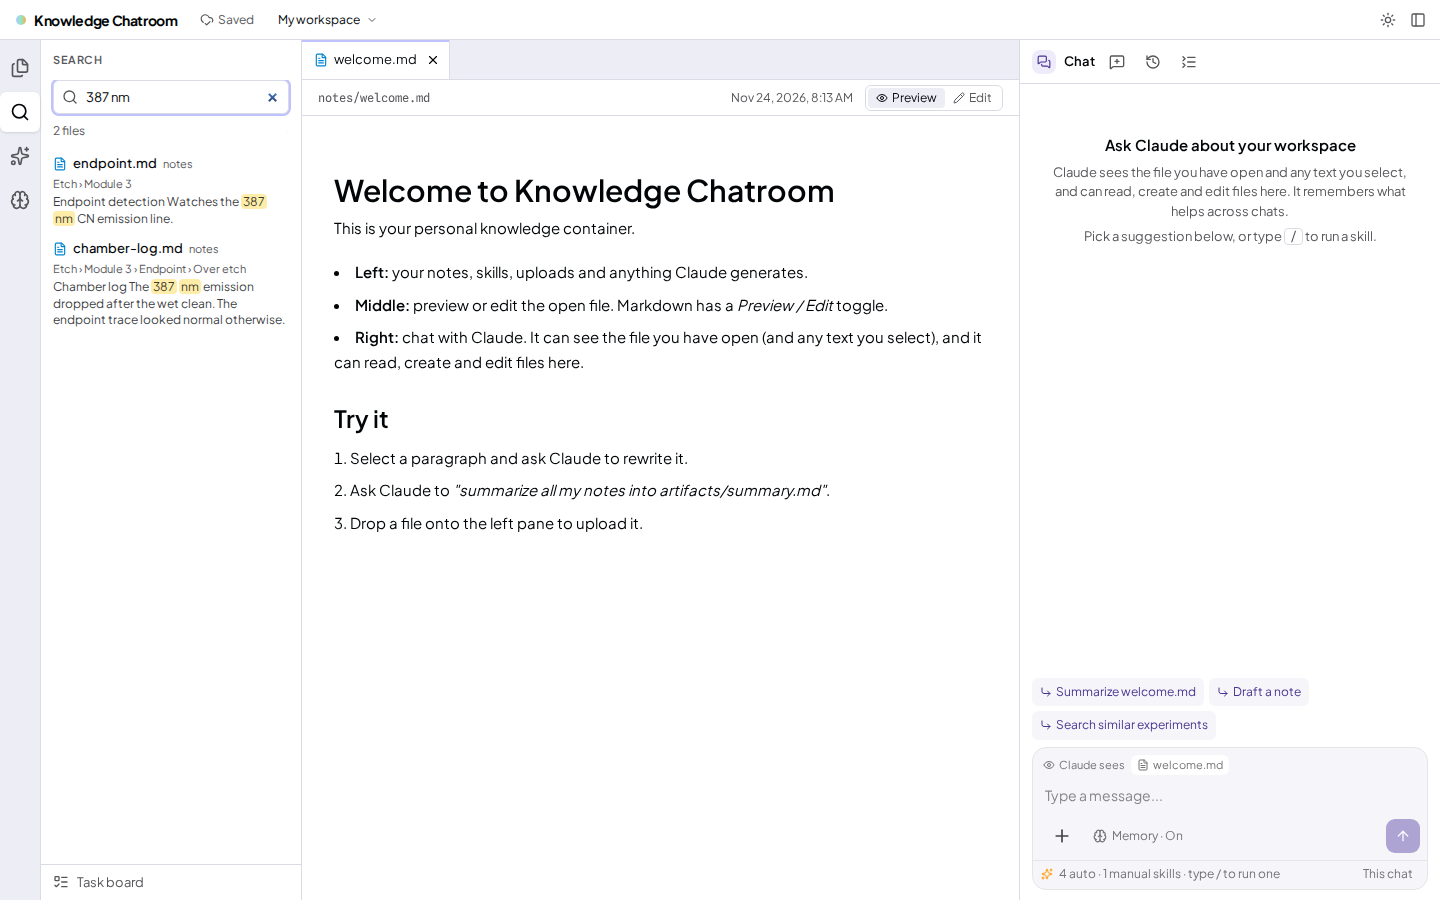 Knowledge Chatroom
Saved
My workspace
SEARCH
387 nm
2 files
endpoint.md notes
Etch › Module 3
Endpoint detection Watches the 387
nm CN emission line.
chamber-log.md notes
Etch › Module 3 › Endpoint › Over etch
Chamber log The 387 nm emission
dropped after the wet clean. The
endpoint trace looked normal otherwise.
Task board
welcome.md
notes/welcome.md
Nov 24, 2026, 8:13 AM
Preview
Edit
Welcome to Knowledge Chatroom
This is your personal knowledge container.
• Left: your notes, skills, uploads and anything Claude generates.
• Middle: preview or edit the open file. Markdown has a Preview / Edit toggle.
• Right: chat with Claude. It can see the file you have open (and any text you select), and it
can read, create and edit files here.
Try it
1. Select a paragraph and ask Claude to rewrite it.
2. Ask Claude to "summarize all my notes into artifacts/summary.md".
3. Drop a file onto the left pane to upload it.
Chat
Ask Claude about your workspace
Claude sees the file you have open and any text you select,
and can read, create and edit files here. It remembers what
helps across chats.
Pick a suggestion below, or type / to run a skill.
Summarize welcome.md
Draft a note
Search similar experiments
Claude sees welcome.md
Type a message...
Memory · On
4 auto · 1 manual skills · type / to run one
This chat